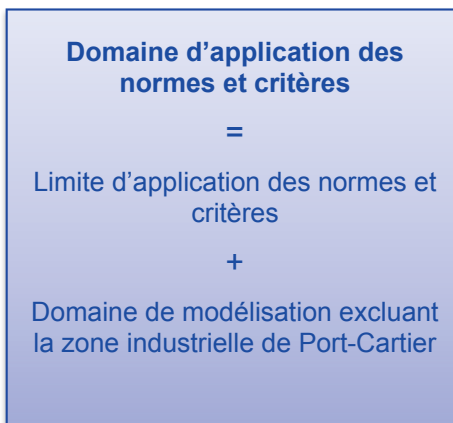 Domaine d’application des
normes et critères
=
Limite d’application des normes et
critères
+
Domaine de modélisation excluant
la zone industrielle de Port-Cartier